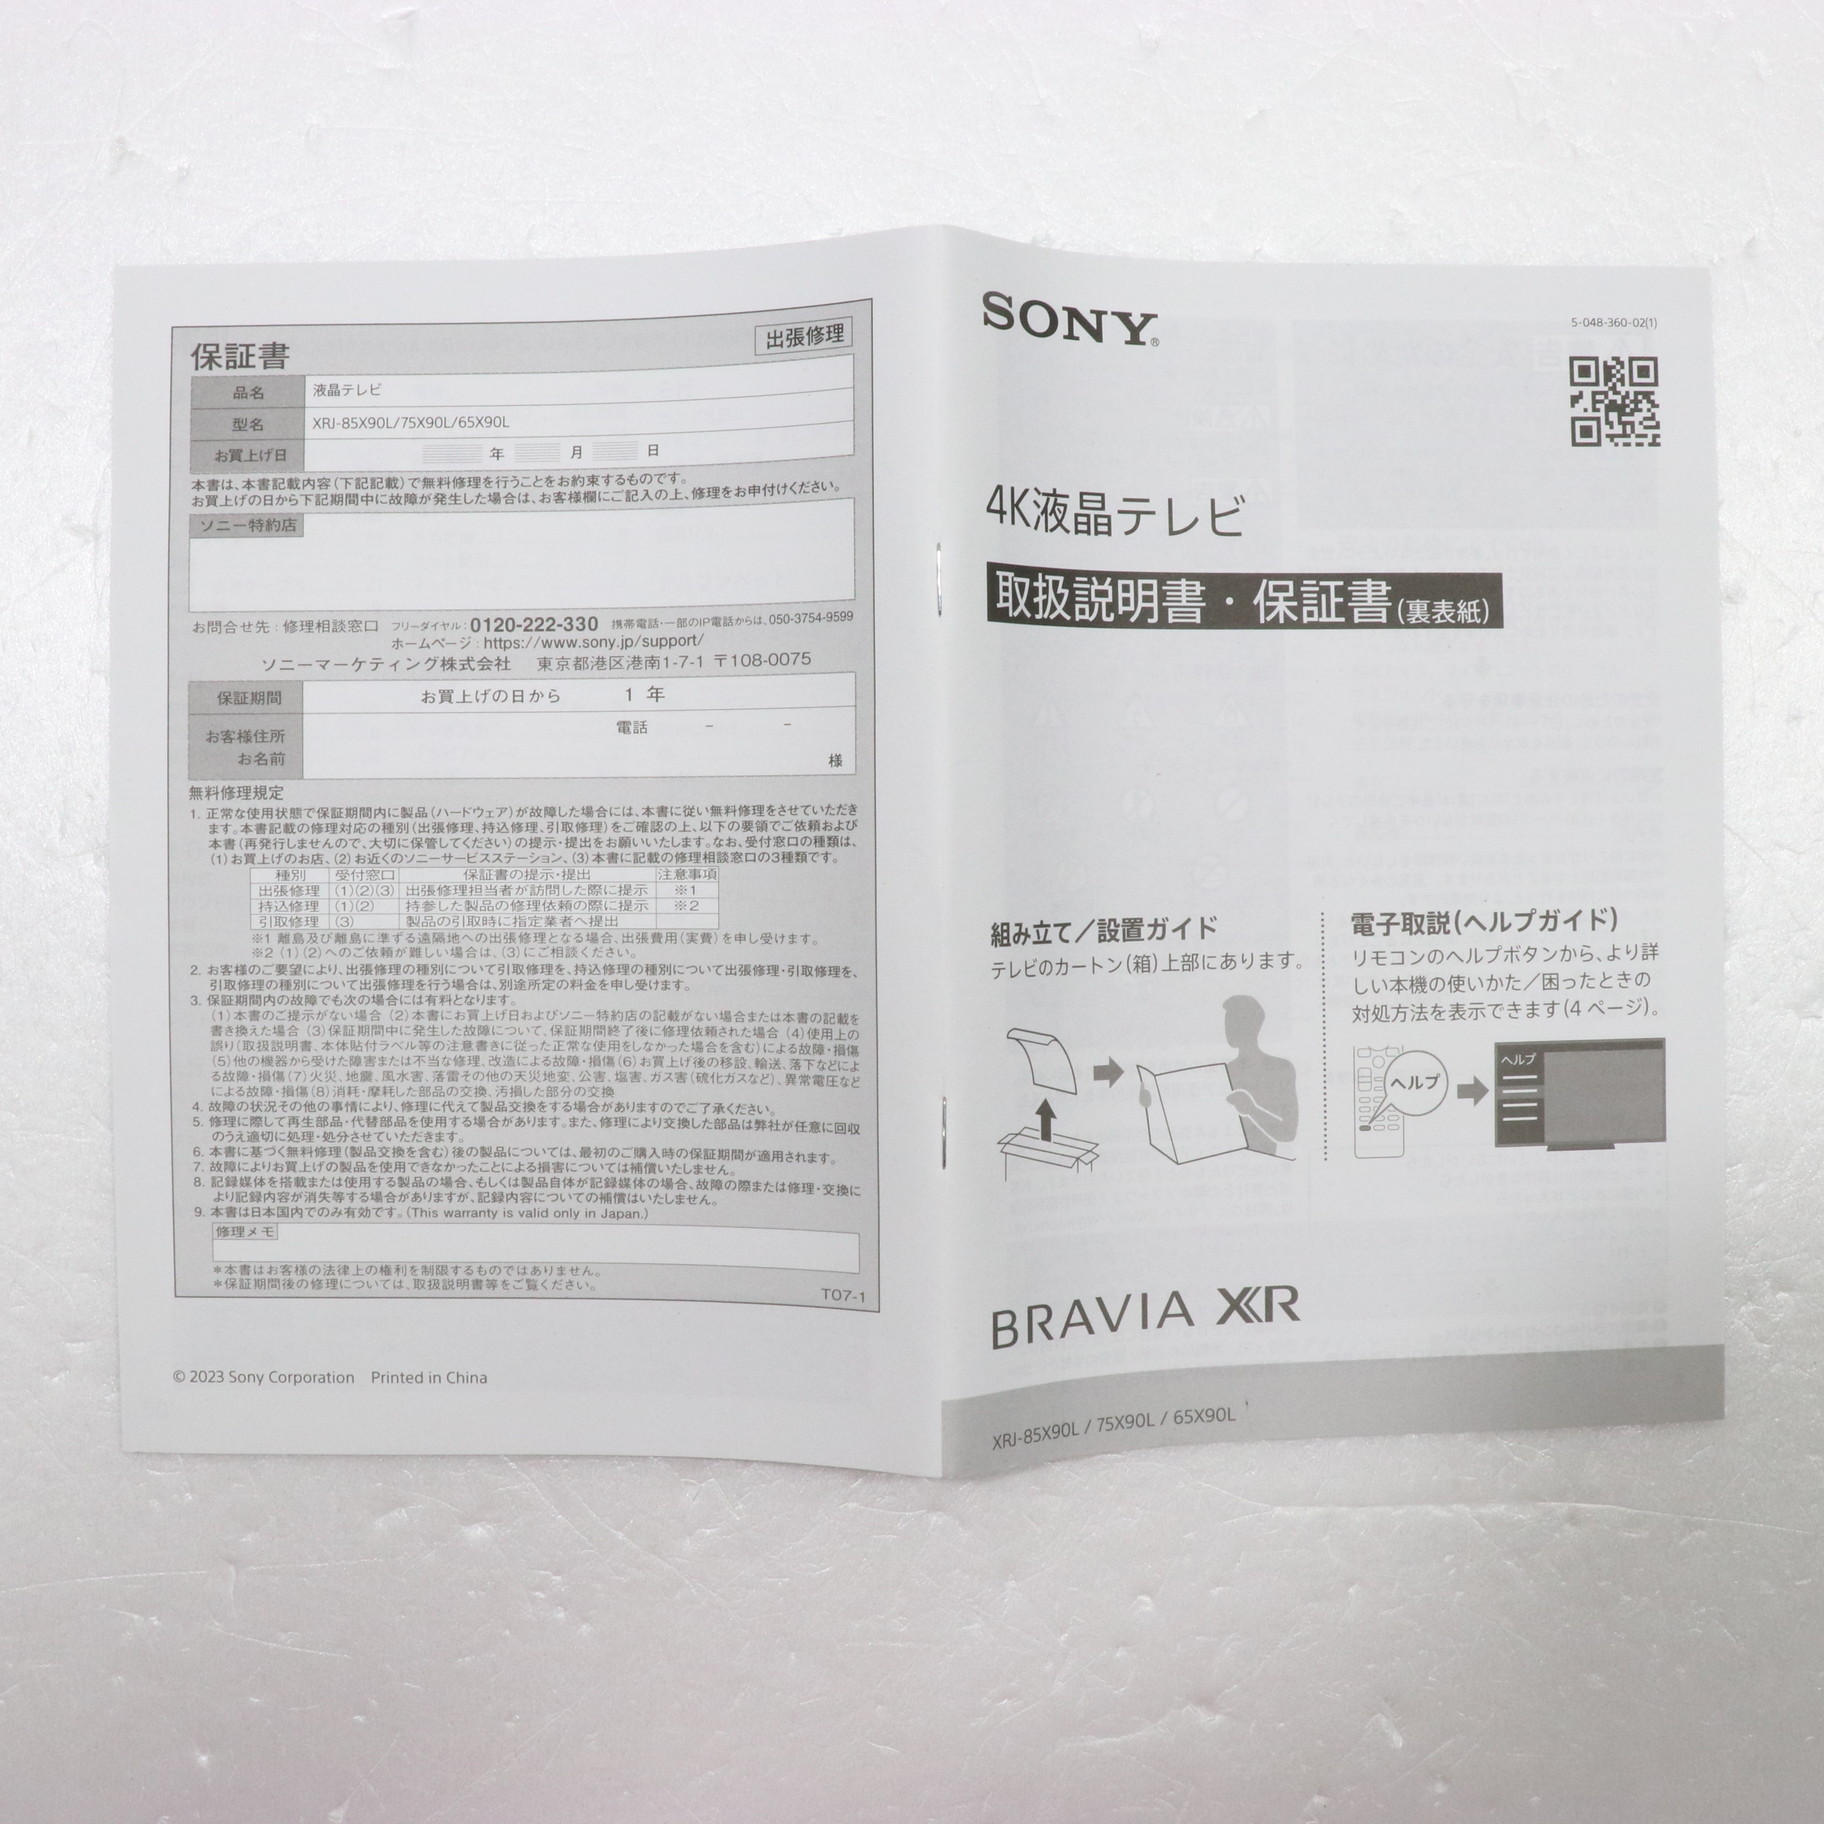 保証書
出張修理
品名 液晶テレビ
型名 XRJ-85X90L/75X90L/65X90L
お買上げ日 年 月 日
本書は、本書記載内容(下記記載)で無料修理を行うことをお約束するものです。
お買上げの日から下記期間中に故障が発生した場合は、お客様欄にご記入の上、修理をお申付けください。
ソニー特約店
お問合せ先:修理相談窓口 フリーダイヤル:0120-222-330 携帯電話・一部のIP電話からは、050-3754-9599
ホームページ:https://www.sony.jp/support/
ソニーマーケティング株式会社 東京都港区港南1-7-1 〒108-0075
保証期間 お買上げの日から 1 年
お客様住所 電話 - -
お名前 様
無料修理規定
1. 正常な使用状態で保証期間内に製品(ハードウェア)が故障した場合には、本書に従い無料修理をさせていただき
ます。本書記載の修理対応の種別(出張修理、持込修理、引取修理)をご確認の上、以下の要領でご依頼および
本書(再発行しませんので、大切に保管してください)の提示・提出をお願いいたします。なお、受付窓口の種類は、
(1)お買上げのお店、(2)お近くのソニーサービスステーション、(3)本書に記載の修理相談窓口の3種類です。
種別 受付窓口 保証書の提示・提出 注意事項
出張修理 (1)(2)(3) 出張修理担当者が訪問した際に提示 ※1
持込修理 (1)(2) 持参した製品の修理依頼の際に提示 ※2
引取修理 (3) 製品の引取時に指定業者へ提出
※1 離島及び離島に準ずる遠隔地への出張修理となる場合、出張費用(実費)を申し受けます。
※2 (1)(2)へのご依頼が難しい場合は、(3)にご相談ください。
2. お客様のご要望により、出張修理の種別について引取修理を、持込修理の種別について出張修理・引取修理を、
引取修理の種別について出張修理を行う場合は、別途所定の料金を申し受けます。
3. 保証期間内の故障でも次の場合には有料となります。
(1)本書のご提示がない場合 (2)本書にお買上げ日およびソニー特約店の記載がない場合または本書の記載を
書き換えた場合 (3)保証期間中に発生した故障について、保証期間終了後に修理依頼された場合 (4)使用上の
誤り(取扱説明書、本体貼付ラベル等の注意書きに従った正常な使用をしなかった場合を含む)による故障・損傷
(5)他の機器から受けた障害または不当な修理、改造による故障・損傷(6)お買上げ後の移設、輸送、落下などによ
る故障・損傷(7)火災、地震、風水害、落雷その他の天災地変、公害、塩害、ガス害(硫化ガスなど)、異常電圧など
による故障・損傷(8)消耗・摩耗した部品の交換、汚損した部分の交換
4. 故障の状況その他の事情により、修理に代えて製品交換をする場合がありますのでご了承ください。
5. 修理に際して再生部品・代替部品を使用する場合があります。また、修理により交換した部品は弊社が任意に回収
のうえ適切に処理・処分させていただきます。
6. 本書に基づく無料修理(製品交換を含む)後の製品については、最初のご購入時の保証期間が適用されます。
7. 故障によりお買上げの製品を使用できなかったことによる損害については補償いたしません。
8. 記録媒体を搭載または使用する製品の場合、もしくは製品自体が記録媒体の場合、故障の際または修理・交換に
より記録内容が消失等する場合がありますが、記録内容についての補償はいたしません。
9. 本書は日本国内でのみ有効です。(This warranty is valid only in Japan.)
修理メモ
*本書はお客様の法律上の権利を制限するものではありません。
*保証期間後の修理については、取扱説明書等をご覧ください。
T07-1
© 2023 Sony Corporation Printed in China
SONY®
5-048-360-02(1)
4K液晶テレビ
取扱説明書・保証書(裏表紙)
組み立て/設置ガイド
テレビのカートン(箱)上部にあります。
電子取説(ヘルプガイド)
リモコンのヘルプボタンから、より詳
しい本機の使いかた/困ったときの
対処方法を表示できます(4 ページ)。
ヘルプ
ヘルプ
BRAVIA XR
XRJ-85X90L / 75X90L / 65X90L